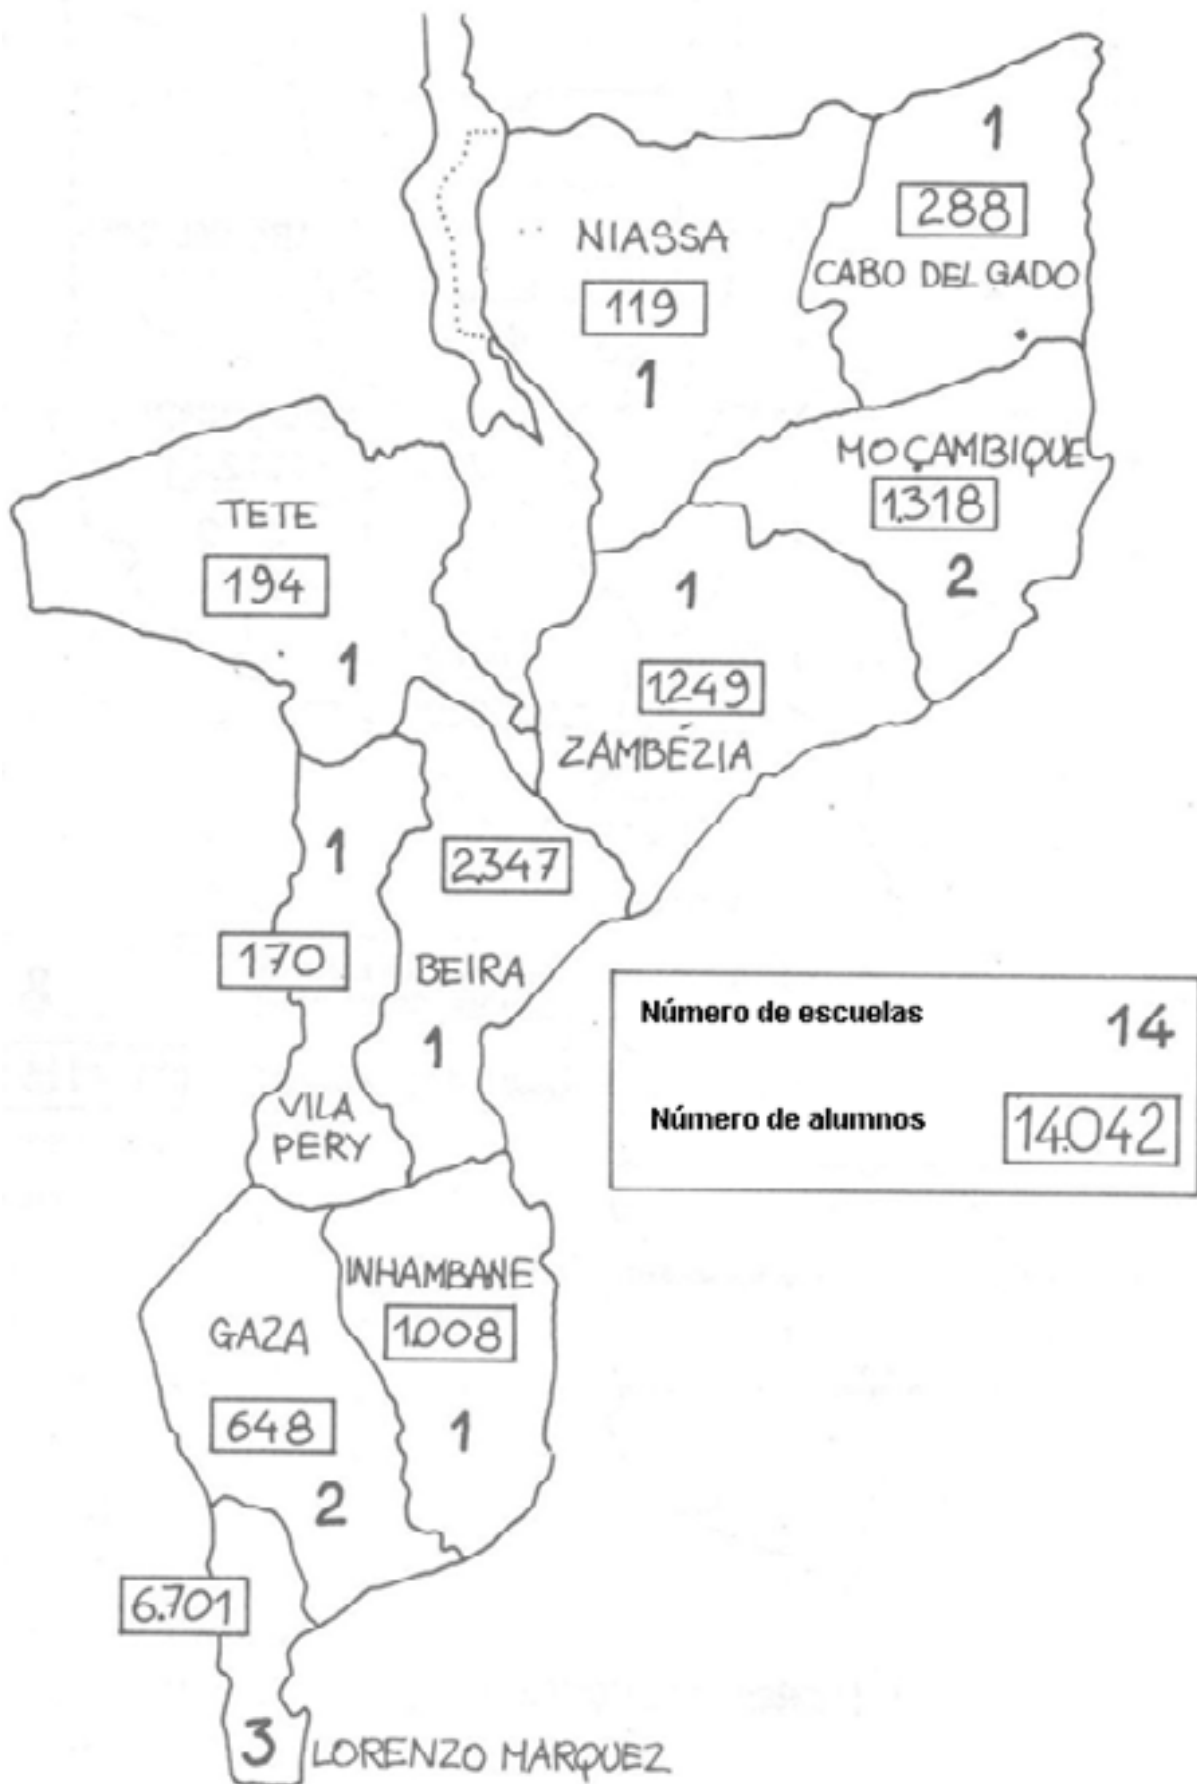 1
288
CABO DELGADO
NIASSA
119
1
MOÇAMBIQUE
1.318
2
TETE
194
1
1
1.249
ZAMBÉZIA
1
170
VILA
PERY
2.347
BEIRA
1
Número de escuelas 14
Número de alumnos 14.042
INHAMBANE
1.008
1
GAZA
648
2
6.701
3
LORENZO MARQUEZ